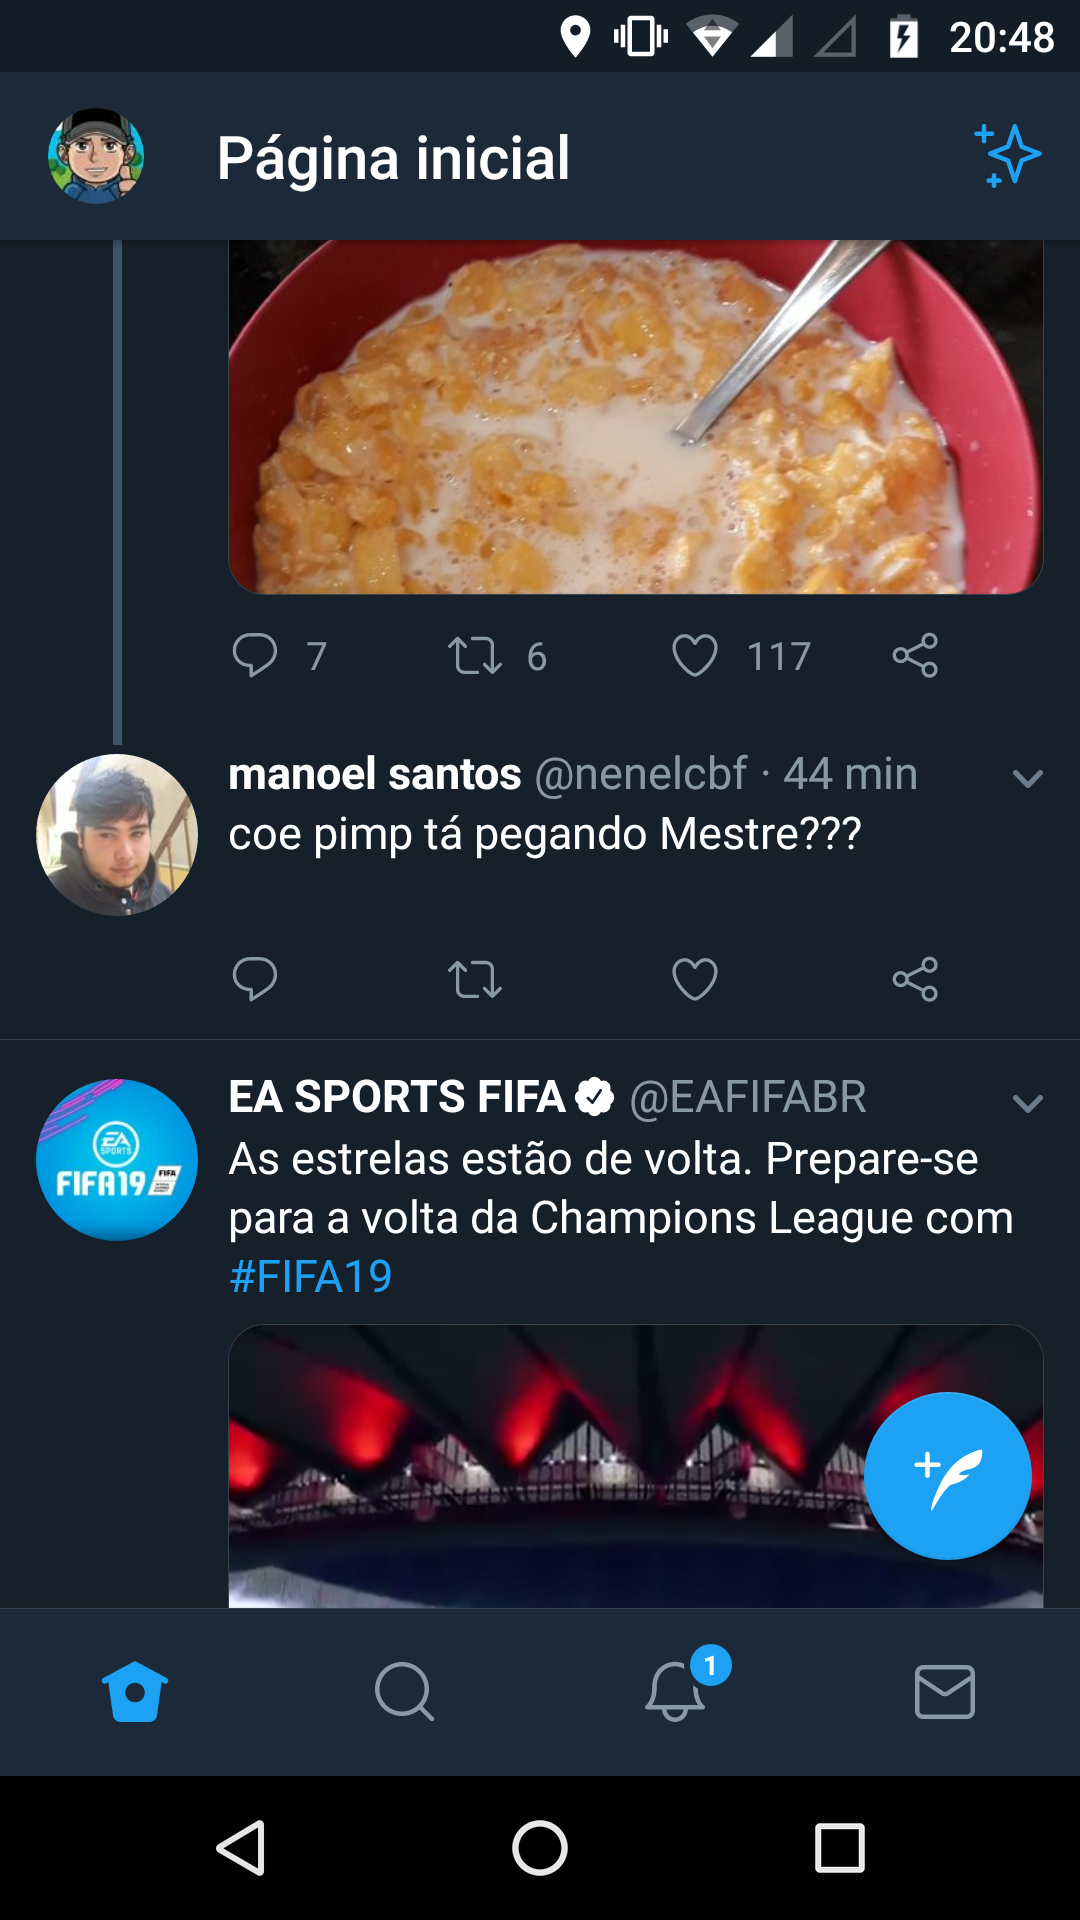 20:48
Página inicial
7 6 117
manoel santos @nenelcbf · 44 min
coe pimp tá pegando Mestre???
EA SPORTS FIFA @EAFIFABR
As estrelas estão de volta. Prepare-se
para a volta da Champions League com
#FIFA19
EA
SPORTS
FIFA19 FIFA
1